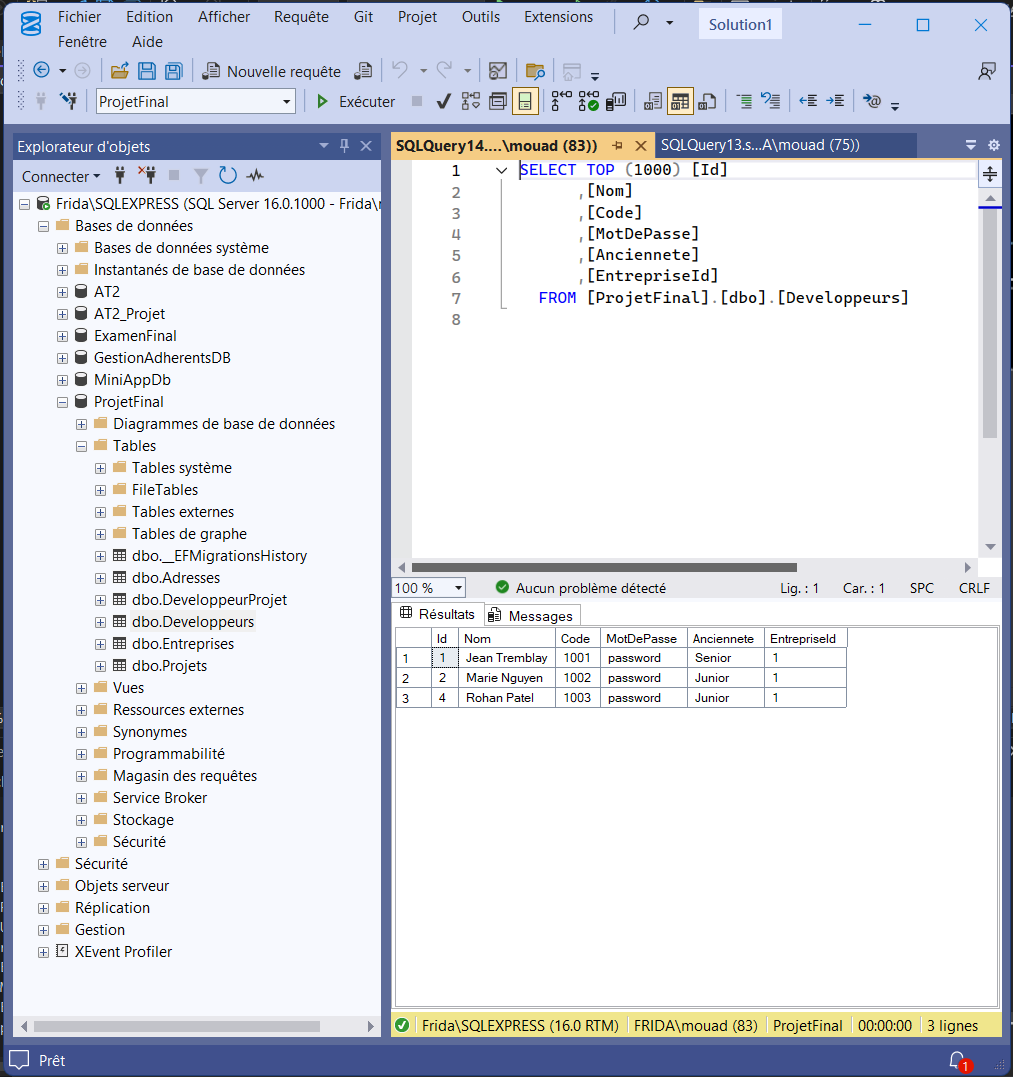 Fichier Edition Afficher Requête Git Projet Outils Extensions Solution1
Fenêtre Aide
Nouvelle requête
ProjetFinal Exécuter
Explorateur d'objets
Connecter
Frida\SQLEXPRESS (SQL Server 16.0.1000 - Frida\
Bases de données
Bases de données système
Instantanés de base de données
AT2
AT2_Projet
ExamenFinal
GestionAdherentsDB
MiniAppDb
ProjetFinal
Diagrammes de base de données
Tables
Tables système
FileTables
Tables externes
Tables de graphe
dbo.__EFMigrationsHistory
dbo.Adresses
dbo.DeveloppeurProjet
dbo.Developpeurs
dbo.Entreprises
dbo.Projets
Vues
Ressources externes
Synonymes
Programmabilité
Magasin des requêtes
Service Broker
Stockage
Sécurité
Sécurité
Objets serveur
Réplication
Gestion
XEvent Profiler
SQLQuery14....\mouad (83)) SQLQuery13.s...A\mouad (75))
1 SELECT TOP (1000) [Id]
2 ,[Nom]
3 ,[Code]
4 ,[MotDePasse]
5 ,[Anciennete]
6 ,[EntrepriseId]
7 FROM [ProjetFinal].[dbo].[Developpeurs]
8
100 % Aucun problème détecté Lig. : 1 Car. : 1 SPC CRLF
Résultats Messages
Id Nom Code MotDePasse Anciennete EntrepriseId
1 1 Jean Tremblay 1001 password Senior 1
2 2 Marie Nguyen 1002 password Junior 1
3 4 Rohan Patel 1003 password Junior 1
Frida\SQLEXPRESS (16.0 RTM) FRIDA\mouad (83) ProjetFinal 00:00:00 3 lignes
Prêt 1